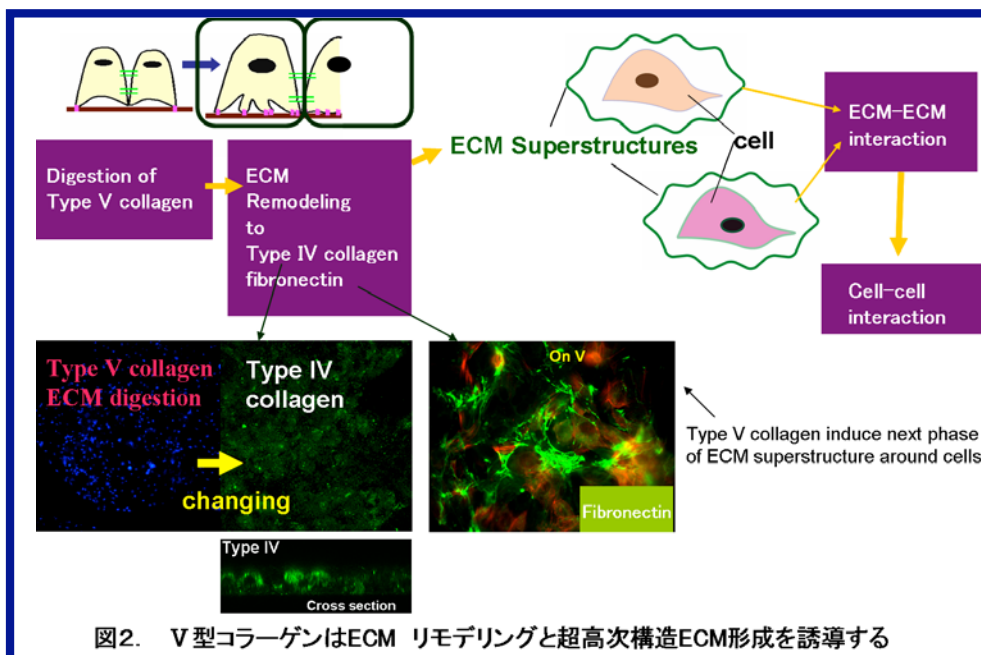 Digestion of
Type V collagen
ECM
Remodeling
to
Type IV collagen
fibronectin
ECM Superstructures
cell
ECM-ECM
interaction
Cell-cell
interaction
Type V collagen
ECM digestion
Type IV
collagen
changing
On V
Fibronectin
Type V collagen induce next phase
of ECM superstructure around cells
Type IV
Cross section
図2. V型コラーゲンはECM リモデリングと超高次構造ECM形成を誘導する